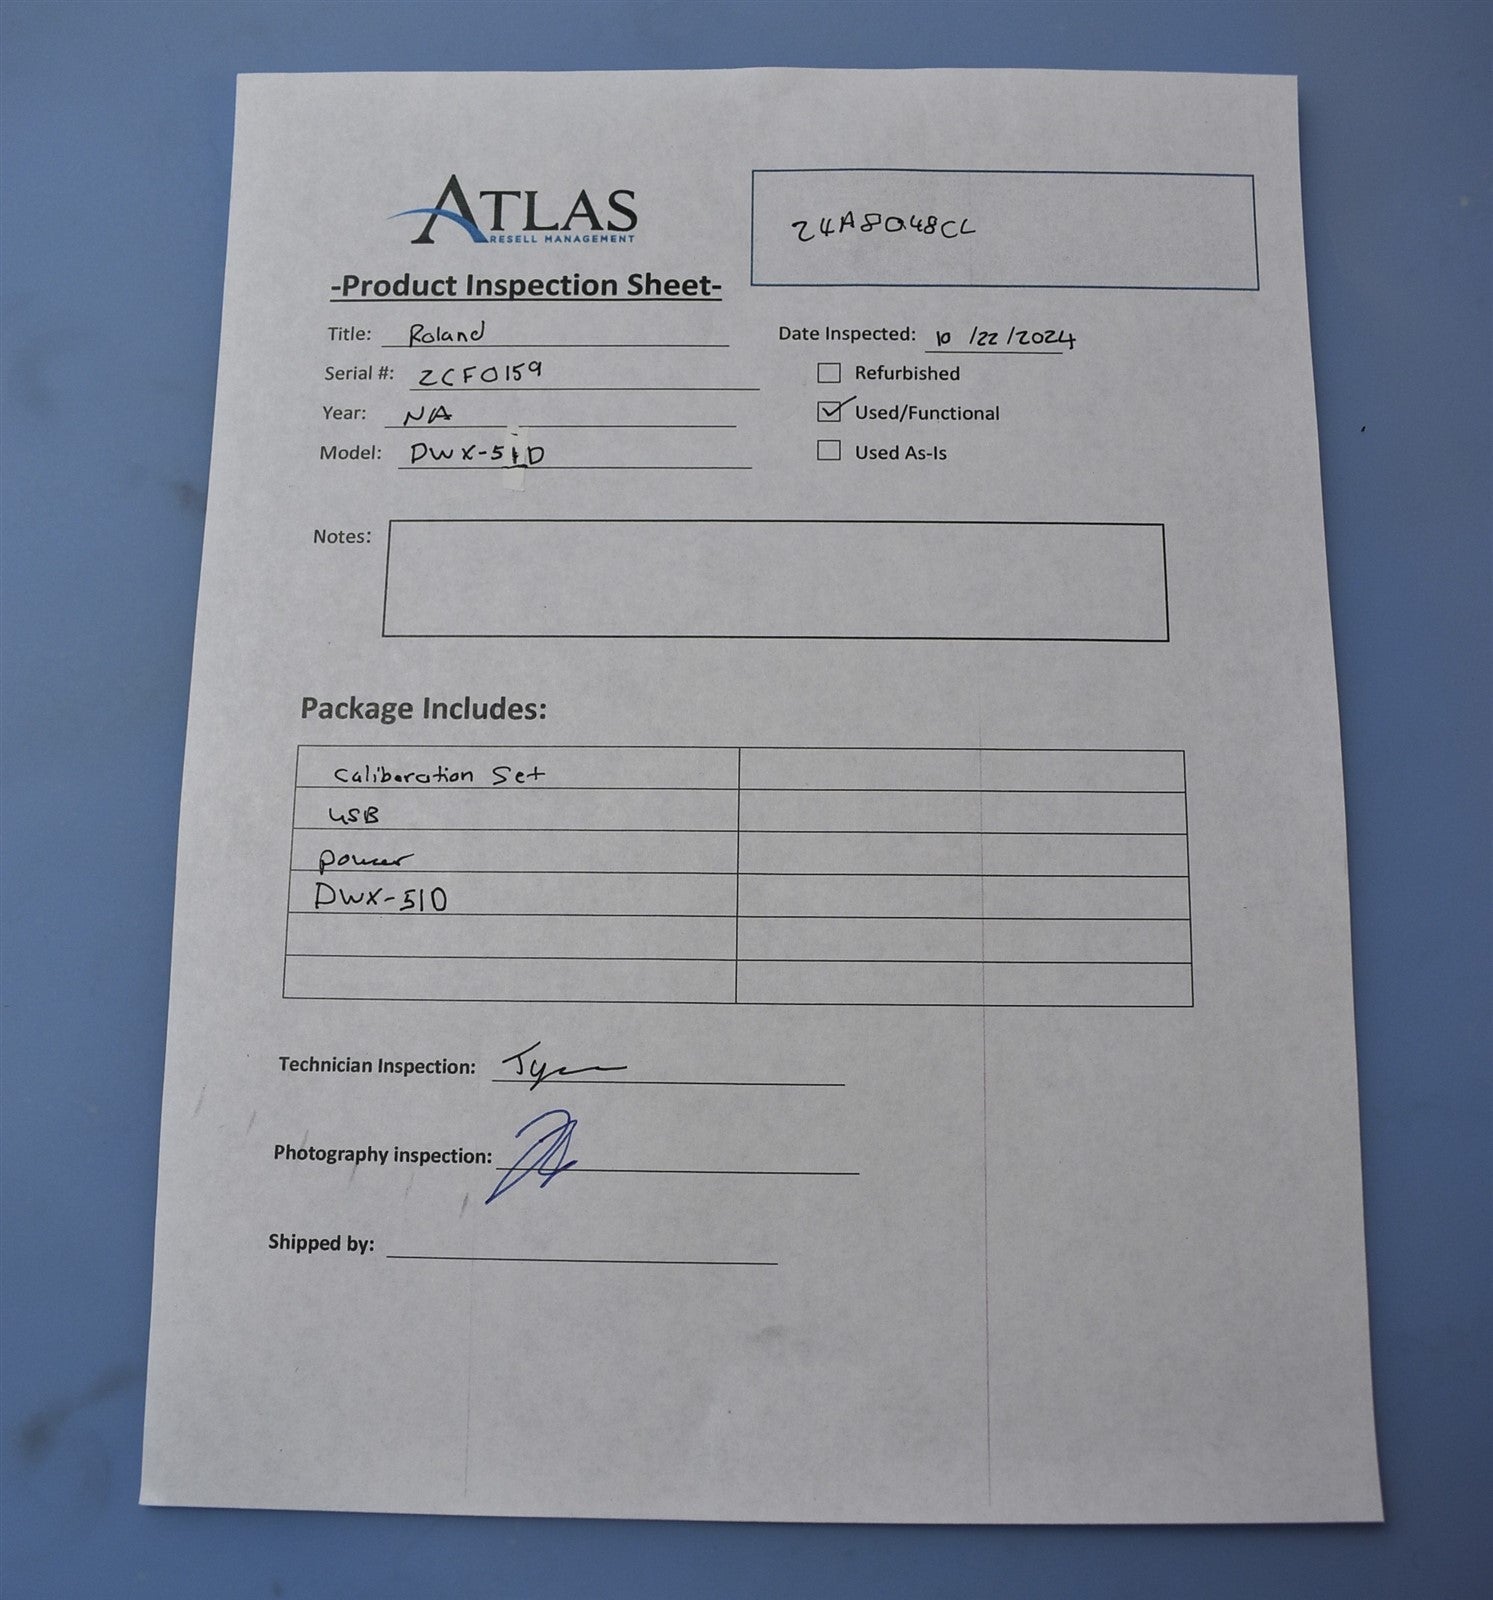 ATLAS
RESELL MANAGEMENT
24A8048CL
-Product Inspection Sheet-
Title: Roland
Date Inspected: 10 /22 /2024
Serial #: ZCF0159
Refurbished
Year: NA
Used/Functional
Model: DWX-51D
Used As-Is
Notes:
Package Includes:
Caliberation Set
USB
power
DWX-51D
Technician Inspection:
Photography inspection:
Shipped by: